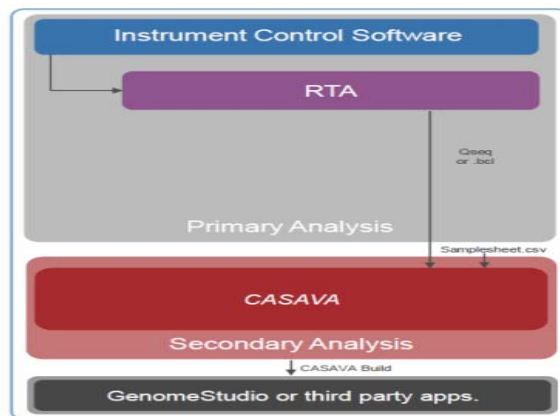 Instrument Control Software
RTA
Qseq
or .bcl
Primary Analysis
Samplesheet.csv
CASAVA
Secondary Analysis
CASAVA Build
GenomeStudio or third party apps.